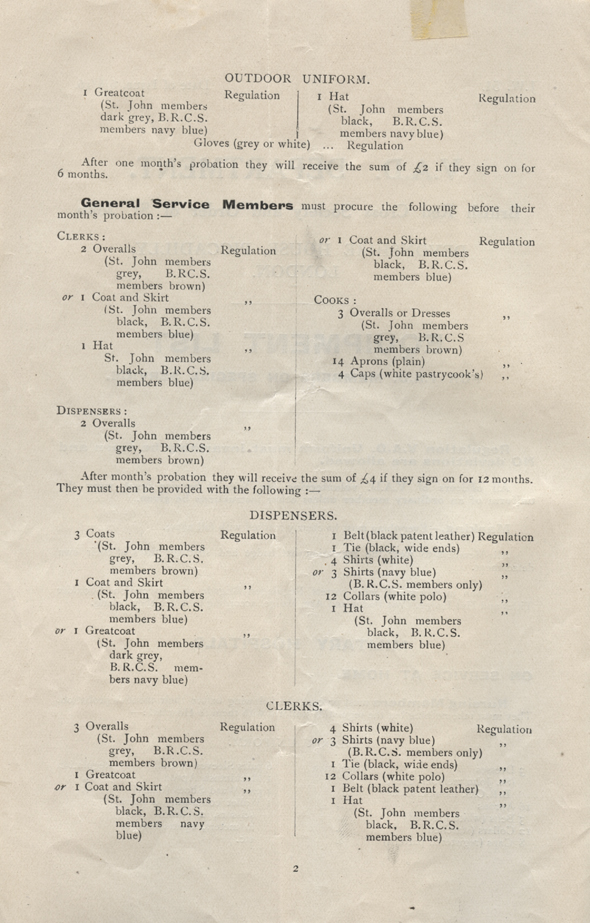 OUTDOOR UNIFORM.
1 Greatcoat Regulation
(St. John members
dark grey, B.R.C.S.
members navy blue)
1 Hat Regulation
(St. John members
black, B.R.C.S.
members navy blue)
Gloves (grey or white) ... Regulation
After one month's probation they will receive the sum of £2 if they sign on for
6 months.
General Service Members must procure the following before their
month's probation :—
CLERKS :
2 Overalls Regulation
(St. John members
grey, B.RC.S.
members brown)
or 1 Coat and Skirt ,,
(St. John members
black, B.R.C.S.
members blue)
1 Hat ,,
St. John members
black, B.R.C.S.
members blue)
DISPENSERS :
2 Overalls ,,
(St. John members
grey, B.R.C.S.
members brown)
or 1 Coat and Skirt Regulation
(St. John members
black, B.R.C.S.
members blue)
COOKS :
3 Overalls or Dresses ,,
(St. John members
grey, B.R.C.S
members brown)
14 Aprons (plain) ,,
4 Caps (white pastrycook's) ,,
After month's probation they will receive the sum of £4 if they sign on for 12 months.
They must then be provided with the following :—
DISPENSERS.
3 Coats Regulation
(St. John members
grey, B.R.C.S.
members brown)
1 Coat and Skirt ,,
(St. John members
black, B.R.C.S.
members blue)
or 1 Greatcoat ,,
(St. John members
dark grey,
B.R.C.S. mem-
bers navy blue)
1 Belt (black patent leather) Regulation
1 Tie (black, wide ends) ,,
4 Shirts (white) ,,
or 3 Shirts (navy blue) ,,
(B.R.C.S. members only)
12 Collars (white polo) ,,
1 Hat ,,
(St. John members
black, B.R.C.S.
members blue)
CLERKS.
3 Overalls Regulation
(St. John members
grey, B.R.C.S.
members brown)
1 Greatcoat ,,
or 1 Coat and Skirt ,,
(St. John members
black, B.R.C.S.
members navy
blue)
4 Shirts (white) Regulation
or 3 Shirts (navy blue) ,,
(B.R.C.S. members only)
1 Tie (black, wide ends) ,,
12 Collars (white polo) ,,
1 Belt (black patent leather) ,,
1 Hat ,,
(St. John members
black, B.R.C.S.
members blue)
2